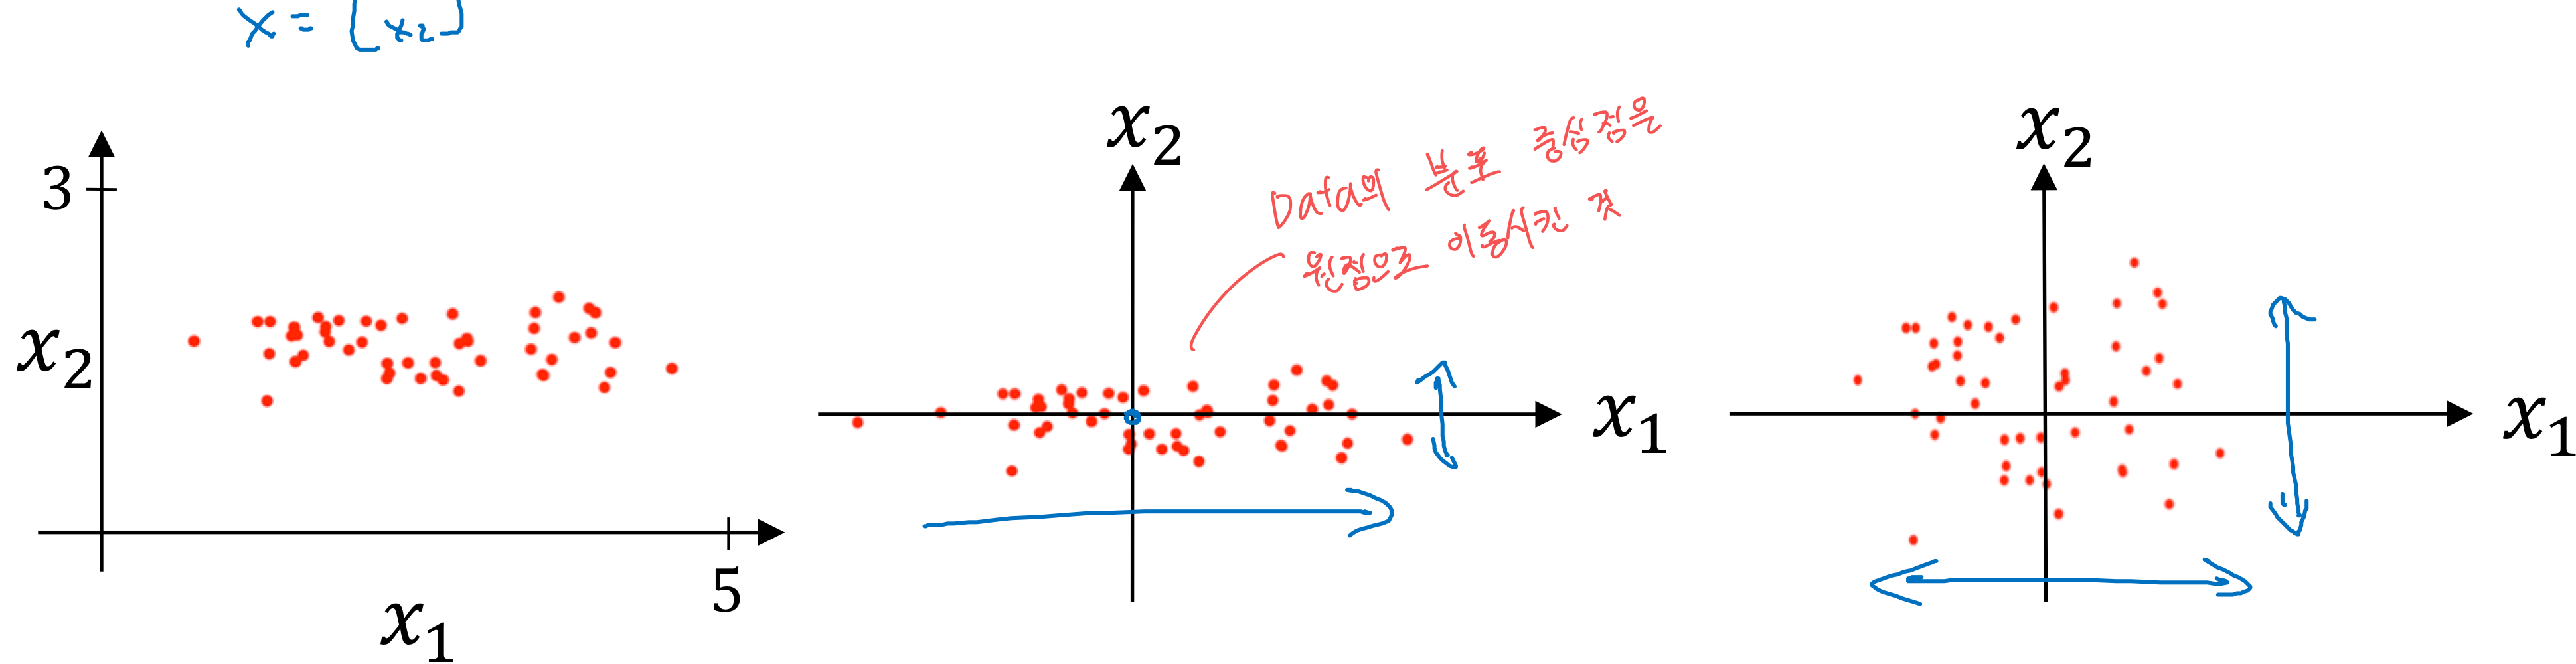 x = [x₂]
3
x₂
5
x₁
x₂
Data의 분포 중심점을
원점으로 이동시킨 것
x₁
x₂
x₁